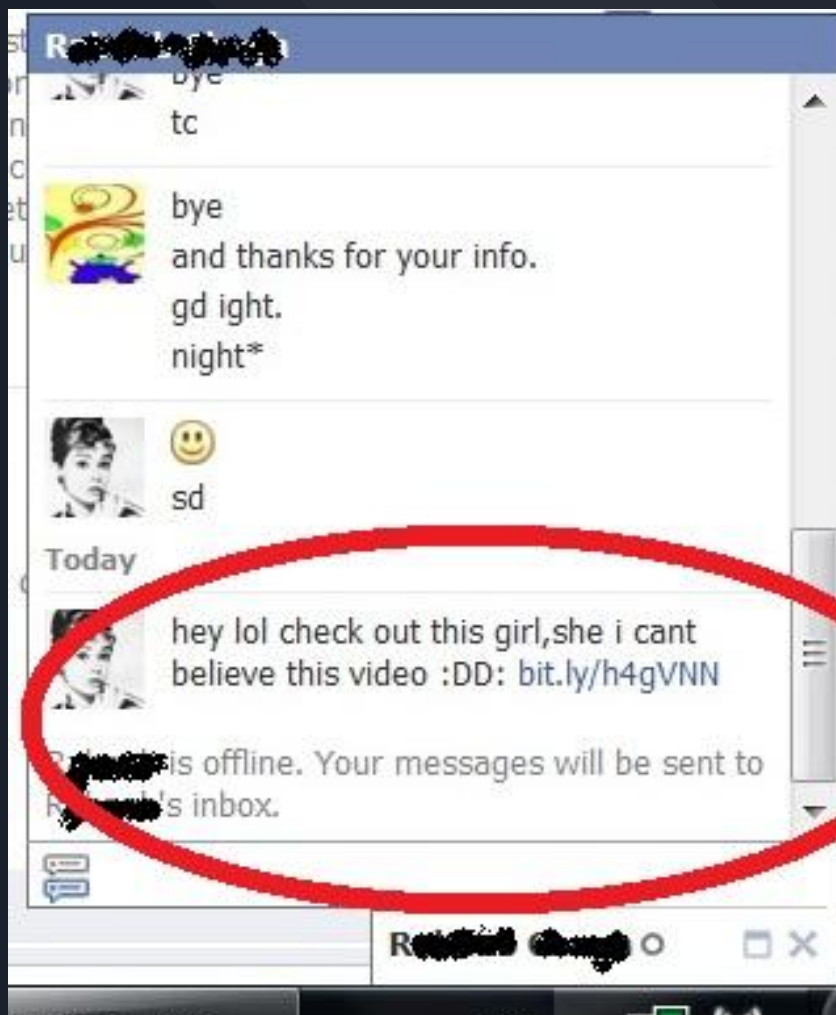 bye
tc
bye
and thanks for your info.
gd ight.
night*
sd
Today
hey lol check out this girl,she i cant
believe this video :DD: bit.ly/h4gVNN
is offline. Your messages will be sent to
's inbox.